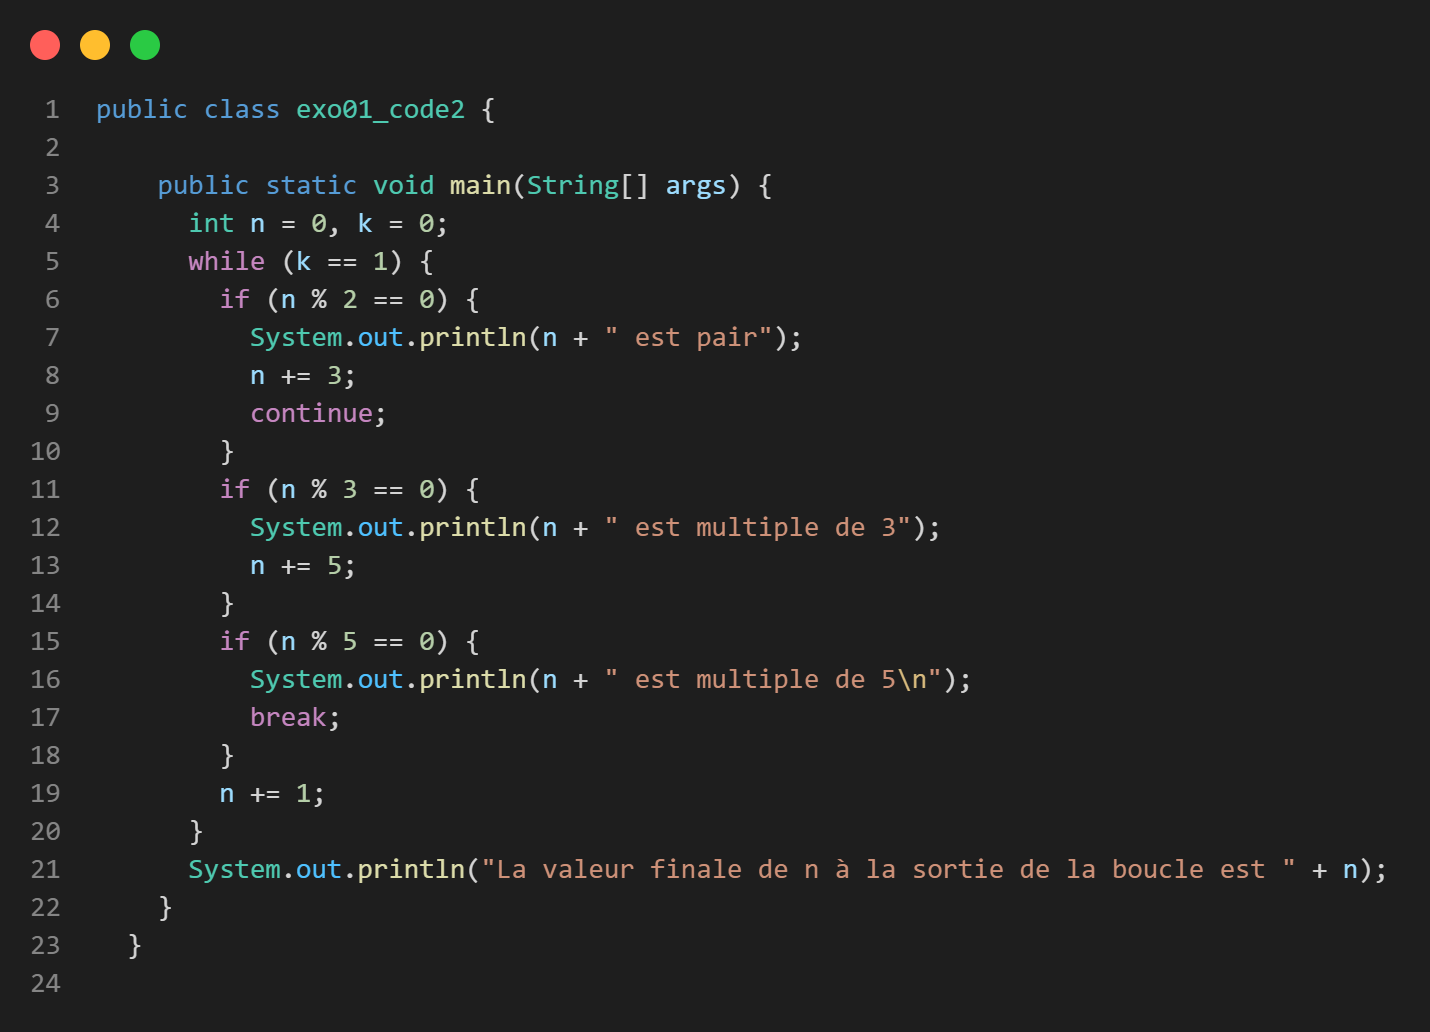 1 public class exo01_code2 {
2
3     public static void main(String[] args) {
4       int n = 0, k = 0;
5       while (k == 1) {
6         if (n % 2 == 0) {
7           System.out.println(n + " est pair");
8           n += 3;
9           continue;
10         }
11         if (n % 3 == 0) {
12           System.out.println(n + " est multiple de 3");
13           n += 5;
14         }
15         if (n % 5 == 0) {
16           System.out.println(n + " est multiple de 5\n");
17           break;
18         }
19         n += 1;
20       }
21       System.out.println("La valeur finale de n à la sortie de la boucle est " + n);
22     }
23   }
24